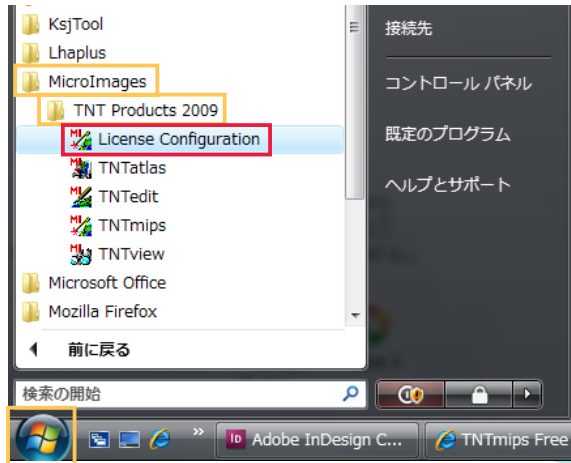 KsjTool
Lhaplus
MicroImages
TNT Products 2009
License Configuration
TNTatlas
TNTedit
TNTmips
TNTview
Microsoft Office
Mozilla Firefox
前に戻る
検索の開始
接続先
コントロール パネル
既定のプログラム
ヘルプとサポート
Adobe InDesign C...
TNTmips Free